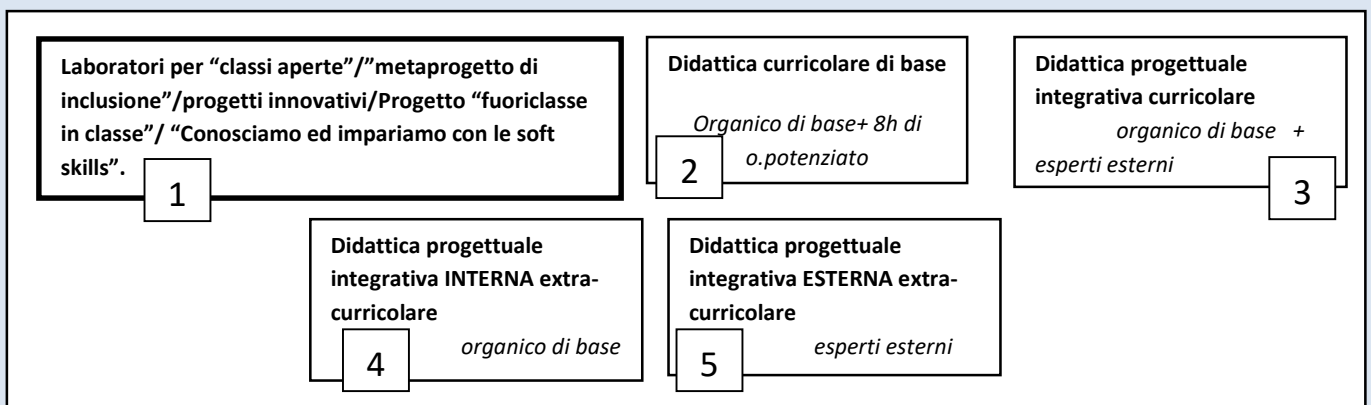 Laboratori per “classi aperte”/”metaprogetto di
inclusione”/progetti innovativi/Progetto “fuoriclasse
in classe”/ “Conosciamo ed impariamo con le soft
skills”.
1
Didattica curricolare di base
Organico di base+ 8h di
o.potenziato
2
Didattica progettuale
integrativa curricolare
organico di base +
esperti esterni
3
Didattica progettuale
integrativa INTERNA extra-
curricolare
organico di base
4
Didattica progettuale
integrativa ESTERNA extra-
curricolare
esperti esterni
5